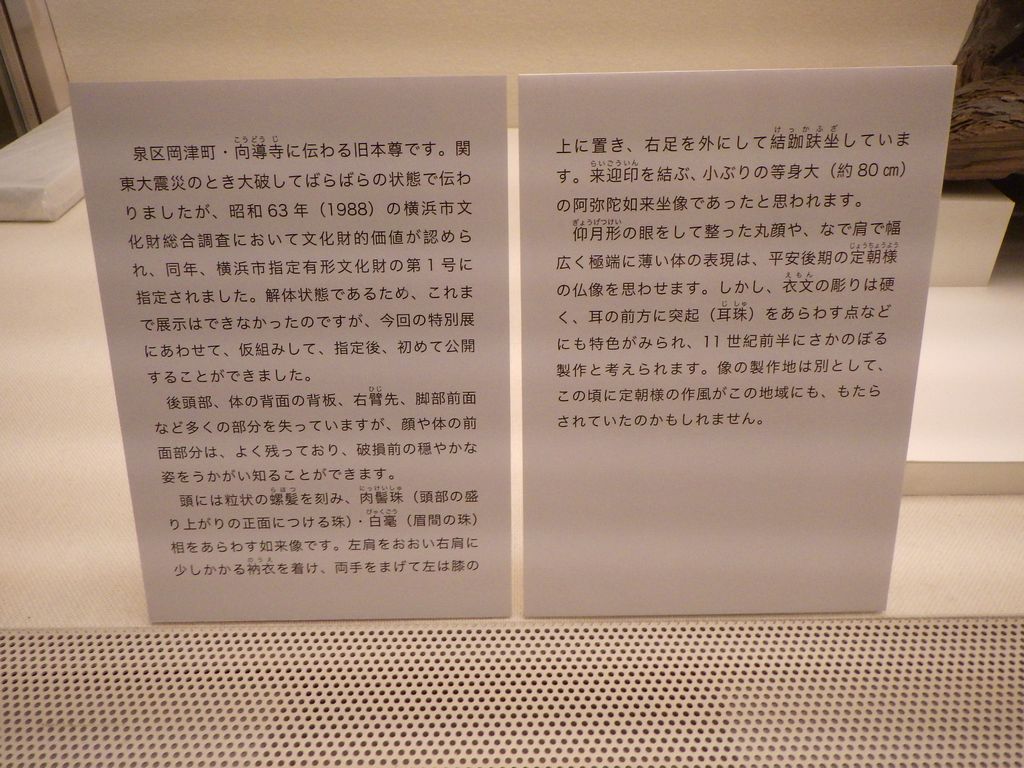 泉区岡津町・向導寺に伝わる旧本尊です。関
東大震災のとき大破してばらばらの状態で伝わ
りましたが、昭和63年（1988）の横浜市文
化財総合調査において文化財的価値が認めら
れ、同年、横浜市指定有形文化財の第1号に
指定されました。解体状態であるため、これま
で展示はできなかったのですが、今回の特別展
にあわせて、仮組みして、指定後、初めて公開
することができました。
後頭部、体の背面の背板、右臂先、脚部前面
など多くの部分を失っていますが、顔や体の前
面部分は、よく残っており、破損前の穏やかな
姿をうかがい知ることができます。
頭には粒状の螺髪を刻み、肉髻珠（頭部の盛
り上がりの正面につける珠）・白毫（眉間の珠）
相をあらわす如来像です。左肩をおおい右肩に
少しかかる衲衣を着け、両手をまげて左は膝の
上に置き、右足を外にして結跏趺坐していま
す。来迎印を結ぶ、小ぶりの等身大（約80㎝）
の阿弥陀如来坐像であったと思われます。
仰月形の眼をして整った丸顔や、なで肩で幅
広く極端に薄い体の表現は、平安後期の定朝様
の仏像を思わせます。しかし、衣文の彫りは硬
く、耳の前方に突起（耳珠）をあらわす点など
にも特色がみられ、11世紀前半にさかのぼる
製作と考えられます。像の製作地は別として、
この頃に定朝様の作風がこの地域にも、もたら
されていたのかもしれません。